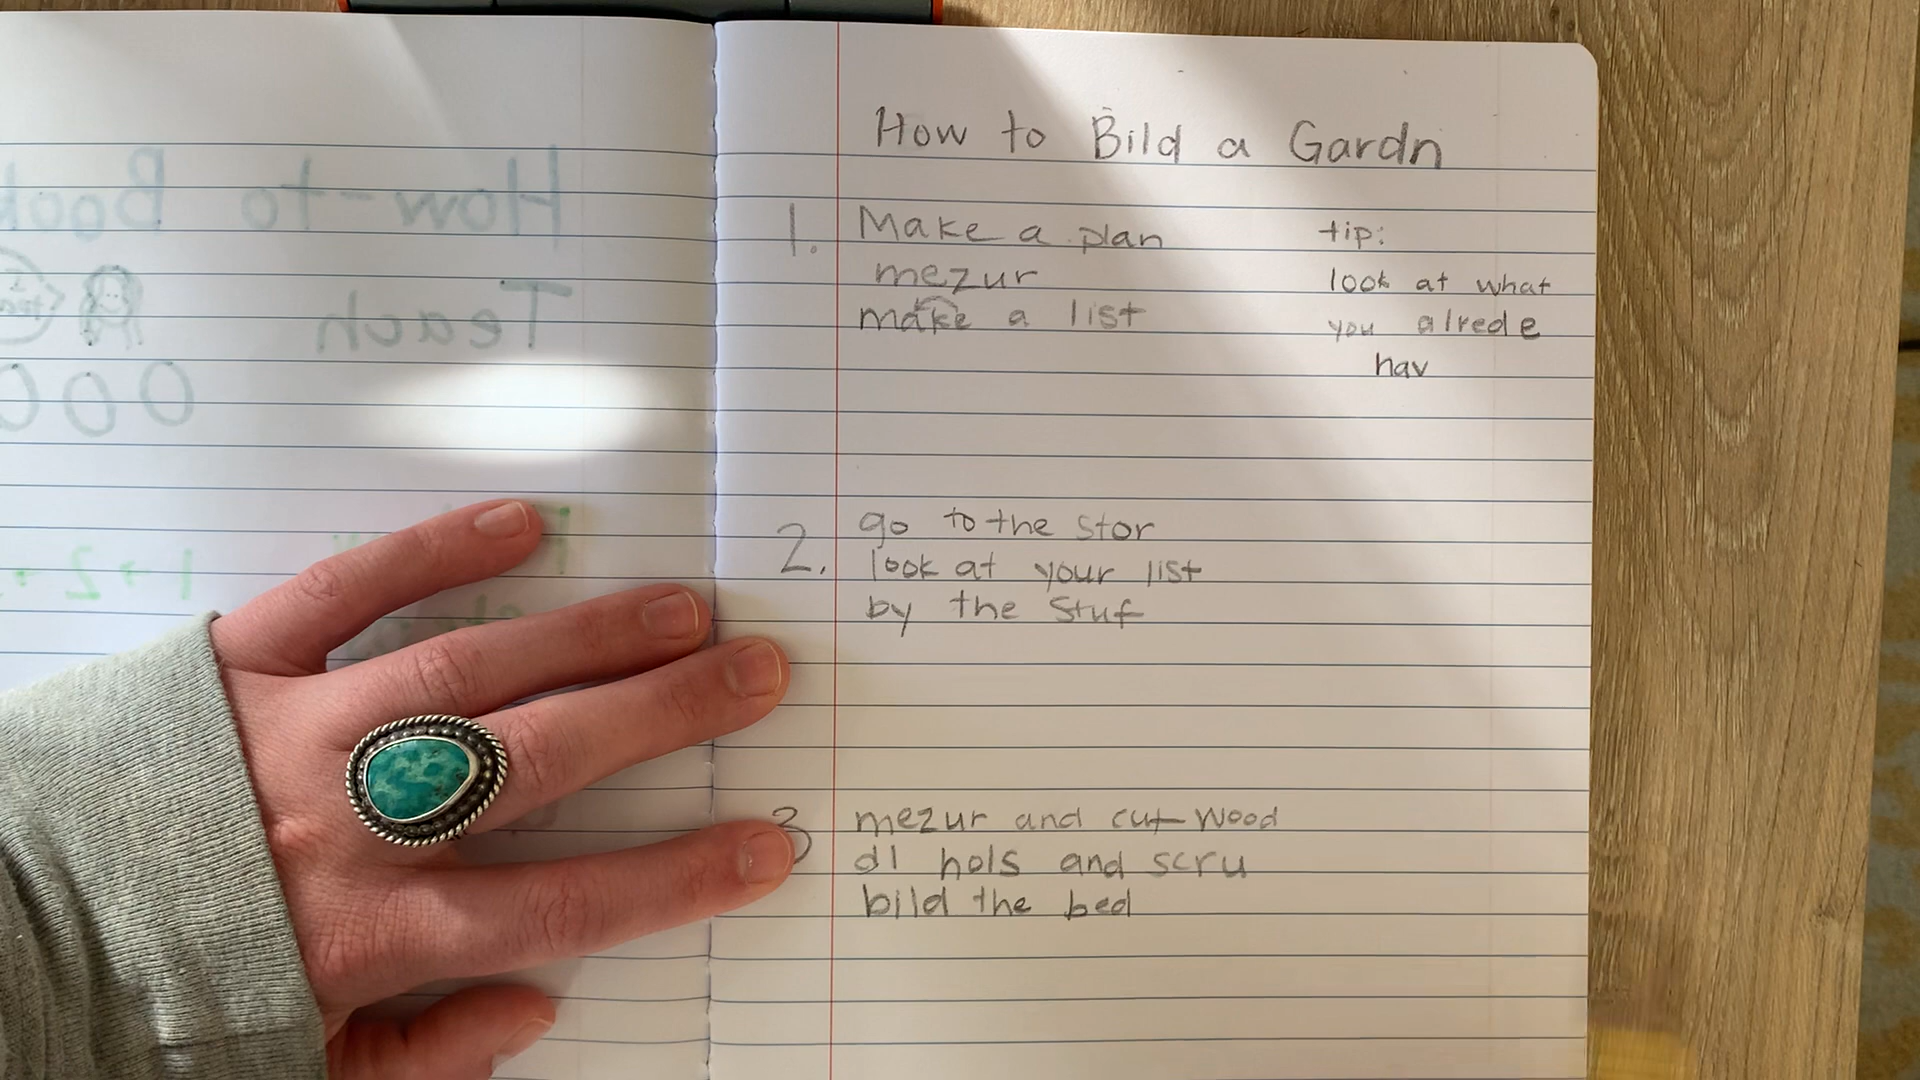 How-to Book
Teach
How to Bild a Gardn
1. Make a plan
mezur
make a list
tip:
look at what
you alrede
hav
2. go to the stor
look at your list
by the stuf
3 mezur and cut wood
dl hols and scru
bild the bed